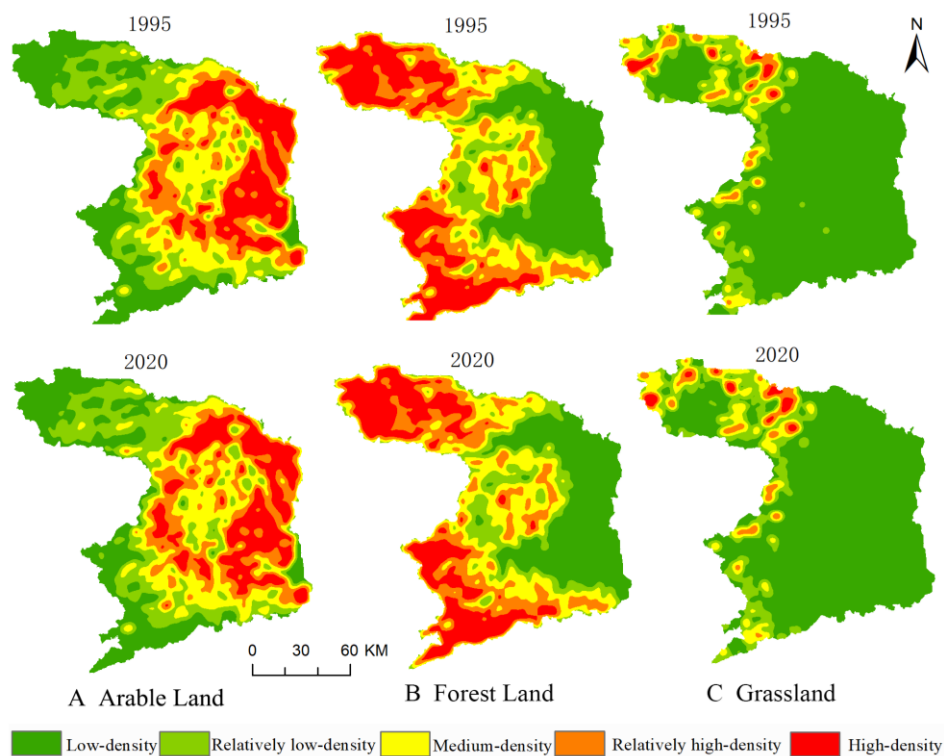 1995
1995
1995
N
2020
2020
2020
0 30 60 KM
A Arable Land
B Forest Land
C Grassland
Low-density
Relatively low-density
Medium-density
Relatively high-density
High-density